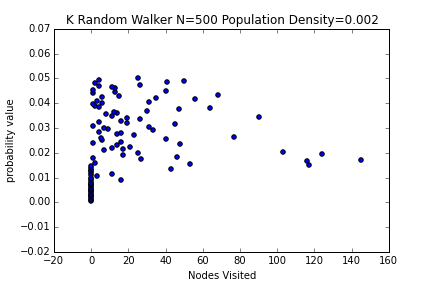 K Random Walker N=500 Population Density=0.002
0.07
0.06
0.05
0.04
0.03
0.02
0.01
0.00
−0.01
−0.02
probability value
−20 0 20 40 60 80 100 120 140 160
Nodes Visited